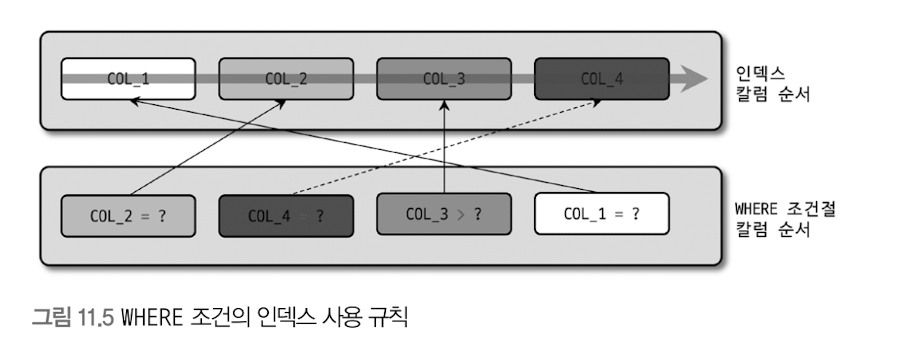 COL_1 COL_2 COL_3 COL_4
인덱스
칼럼 순서
COL_2 = ? COL_4 = ? COL_3 > ? COL_1 = ?
WHERE 조건절
칼럼 순서
그림 11.5 WHERE 조건의 인덱스 사용 규칙